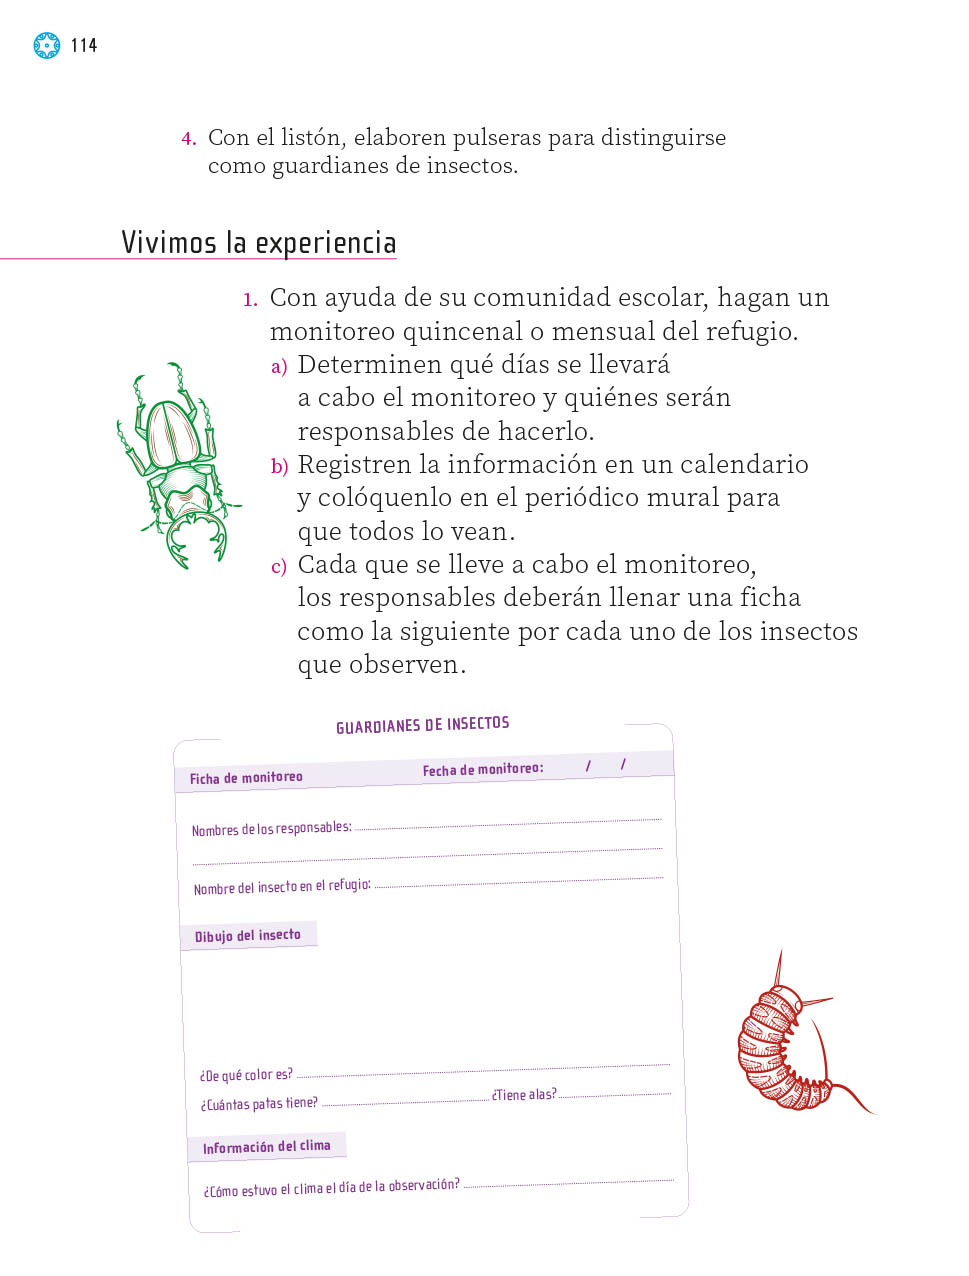 114
4. Con el listón, elaboren pulseras para distinguirse
como guardianes de insectos.
Vivimos la experiencia
1. Con ayuda de su comunidad escolar, hagan un
monitoreo quincenal o mensual del refugio.
a) Determinen qué días se llevará
a cabo el monitoreo y quiénes serán
responsables de hacerlo.
b) Registren la información en un calendario
y colóquenlo en el periódico mural para
que todos lo vean.
c) Cada que se lleve a cabo el monitoreo,
los responsables deberán llenar una ficha
como la siguiente por cada uno de los insectos
que observen.
GUARDIANES DE INSECTOS
Ficha de monitoreo Fecha de monitoreo: / /
Nombres de los responsables:
Nombre del insecto en el refugio:
Dibujo del insecto
¿De qué color es?
¿Cuántas patas tiene? ¿Tiene alas?
Información del clima
¿Cómo estuvo el clima el día de la observación?